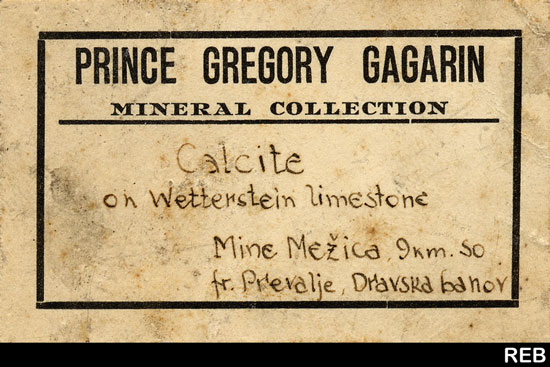 PRINCE GREGORY GAGARIN
MINERAL COLLECTION
Calcite
on Wetterstein limestone
Mine Mežica, 9km. so
fr. Prevalje, Dravska banov.
REB